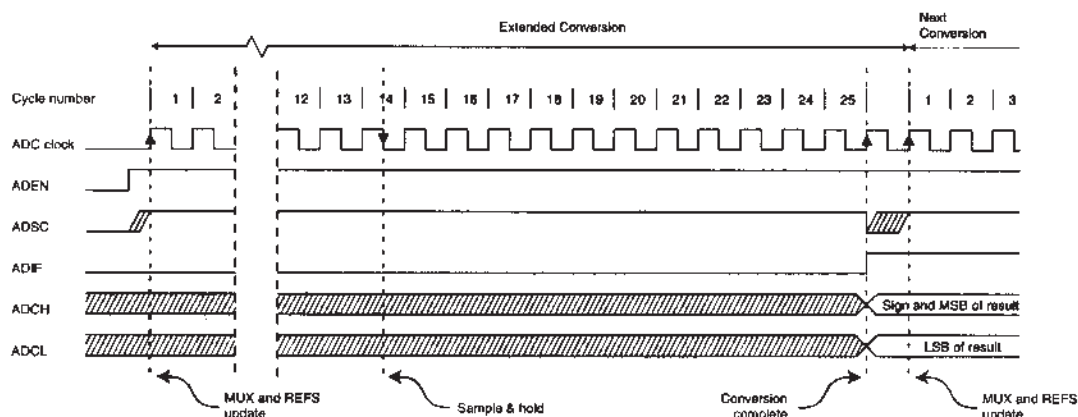 Extended Conversion
Next
Conversion
Cycle number 1 2 12 13 14 15 16 17 18 19 20 21 22 23 24 25 1 2 3
ADC clock
ADEN
ADSC
ADIF
ADCH
Sign and MSB of result
ADCL
LSB of result
MUX and REFS
update
Sample & hold
Conversion
complete
MUX and REFS
update